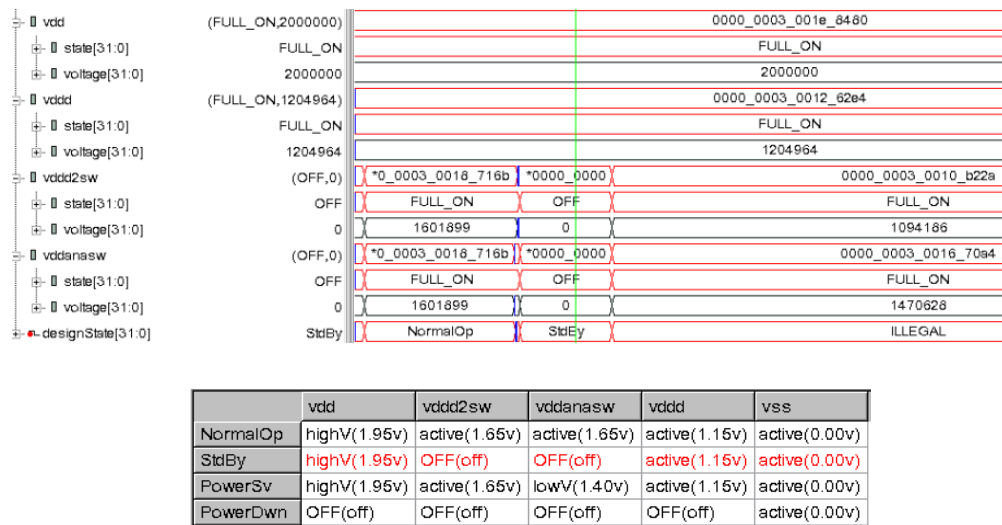 vdd (FULL_ON,2000000) 0000_0003_001e_8480
state[31:0] FULL_ON FULL_ON
voltage[31:0] 2000000 2000000
vddd (FULL_ON,1204964) 0000_0003_0012_62e4
state[31:0] FULL_ON FULL_ON
voltage[31:0] 1204964 1204964
vddd2sw (OFF,0) *0_0003_0018_716b *0000_0000 0000_0003_0010_b22a
state[31:0] OFF FULL_ON OFF FULL_ON
voltage[31:0] 0 1601899 0 1094186
vddanasw (OFF,0) *0_0003_0018_716b *0000_0000 0000_0003_0016_70a4
state[31:0] OFF FULL_ON OFF FULL_ON
voltage[31:0] 0 1601899 0 1470628
designState[31:0] StdBy NormalOp StdBy ILLEGAL
vdd vddd2sw vddanasw vddd vss
NormalOp highV(1.95v) active(1.65v) active(1.65v) active(1.15v) active(0.00v)
StdBy highV(1.95v) OFF(off) OFF(off) active(1.15v) active(0.00v)
PowerSv highV(1.95v) active(1.65v) lowV(1.40v) active(1.15v) active(0.00v)
PowerDwn OFF(off) OFF(off) OFF(off) OFF(off) active(0.00v)